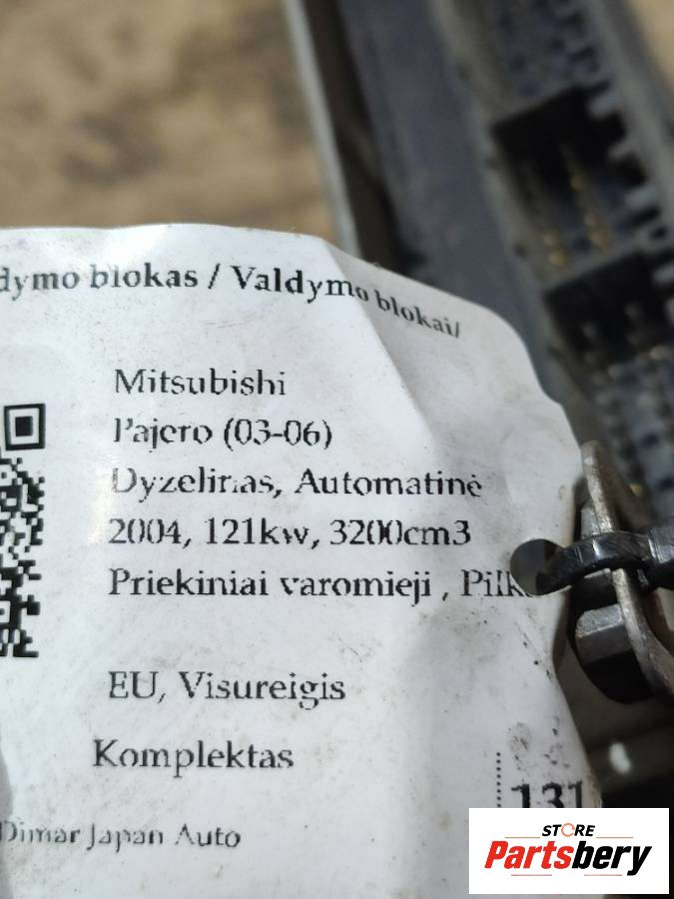 dymo blokas / Valdymo blokai/
Mitsubishi
Pajero (03-06)
Dyzelinas, Automatinė
2004, 121kw, 3200cm3
Priekiniai varomieji , Pilk
EU, Visureigis
Komplektas
131
Dimar Japan Auto
STORE
Partsbery